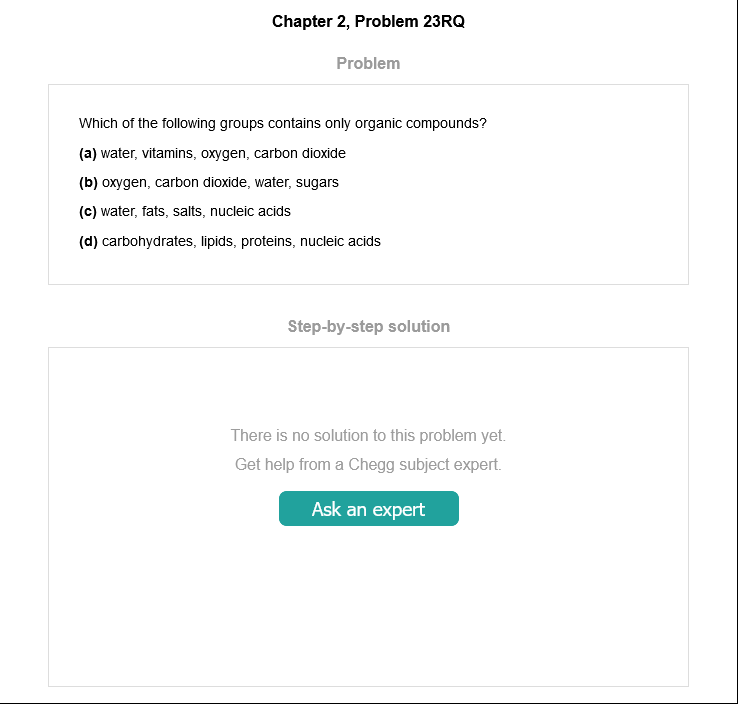 Chapter 2, Problem 23RQ
Problem
Which of the following groups contains only organic compounds?
(a) water, vitamins, oxygen, carbon dioxide
(b) oxygen, carbon dioxide, water, sugars
(c) water, fats, salts, nucleic acids
(d) carbohydrates, lipids, proteins, nucleic acids
Step-by-step solution
There is no solution to this problem yet.
Get help from a Chegg subject expert.
Ask an expert